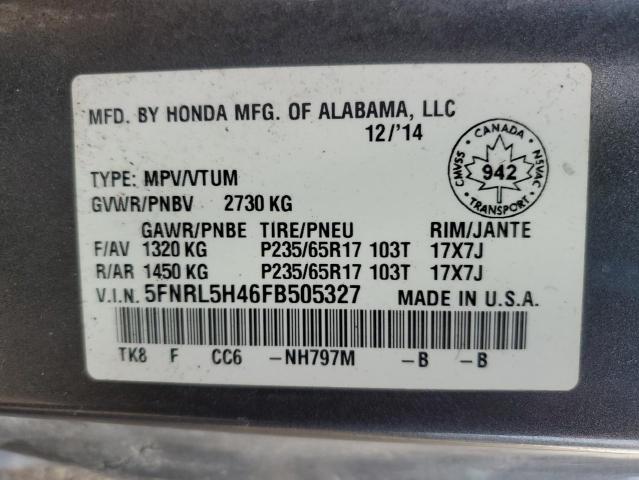 MFD. BY HONDA MFG. OF ALABAMA, LLC
12/'14
CANADA
CMVSS 942 NSVAC
TRANSPORT
TYPE: MPV/VTUM
GVWR/PNBV 2730 KG
GAWR/PNBE TIRE/PNEU RIM/JANTE
F/AV 1320 KG P235/65R17 103T 17X7J
R/AR 1450 KG P235/65R17 103T 17X7J
V.I.N. 5FNRL5H46FB505327 MADE IN U.S.A.
TK8 F CC6 -NH797M -B -B